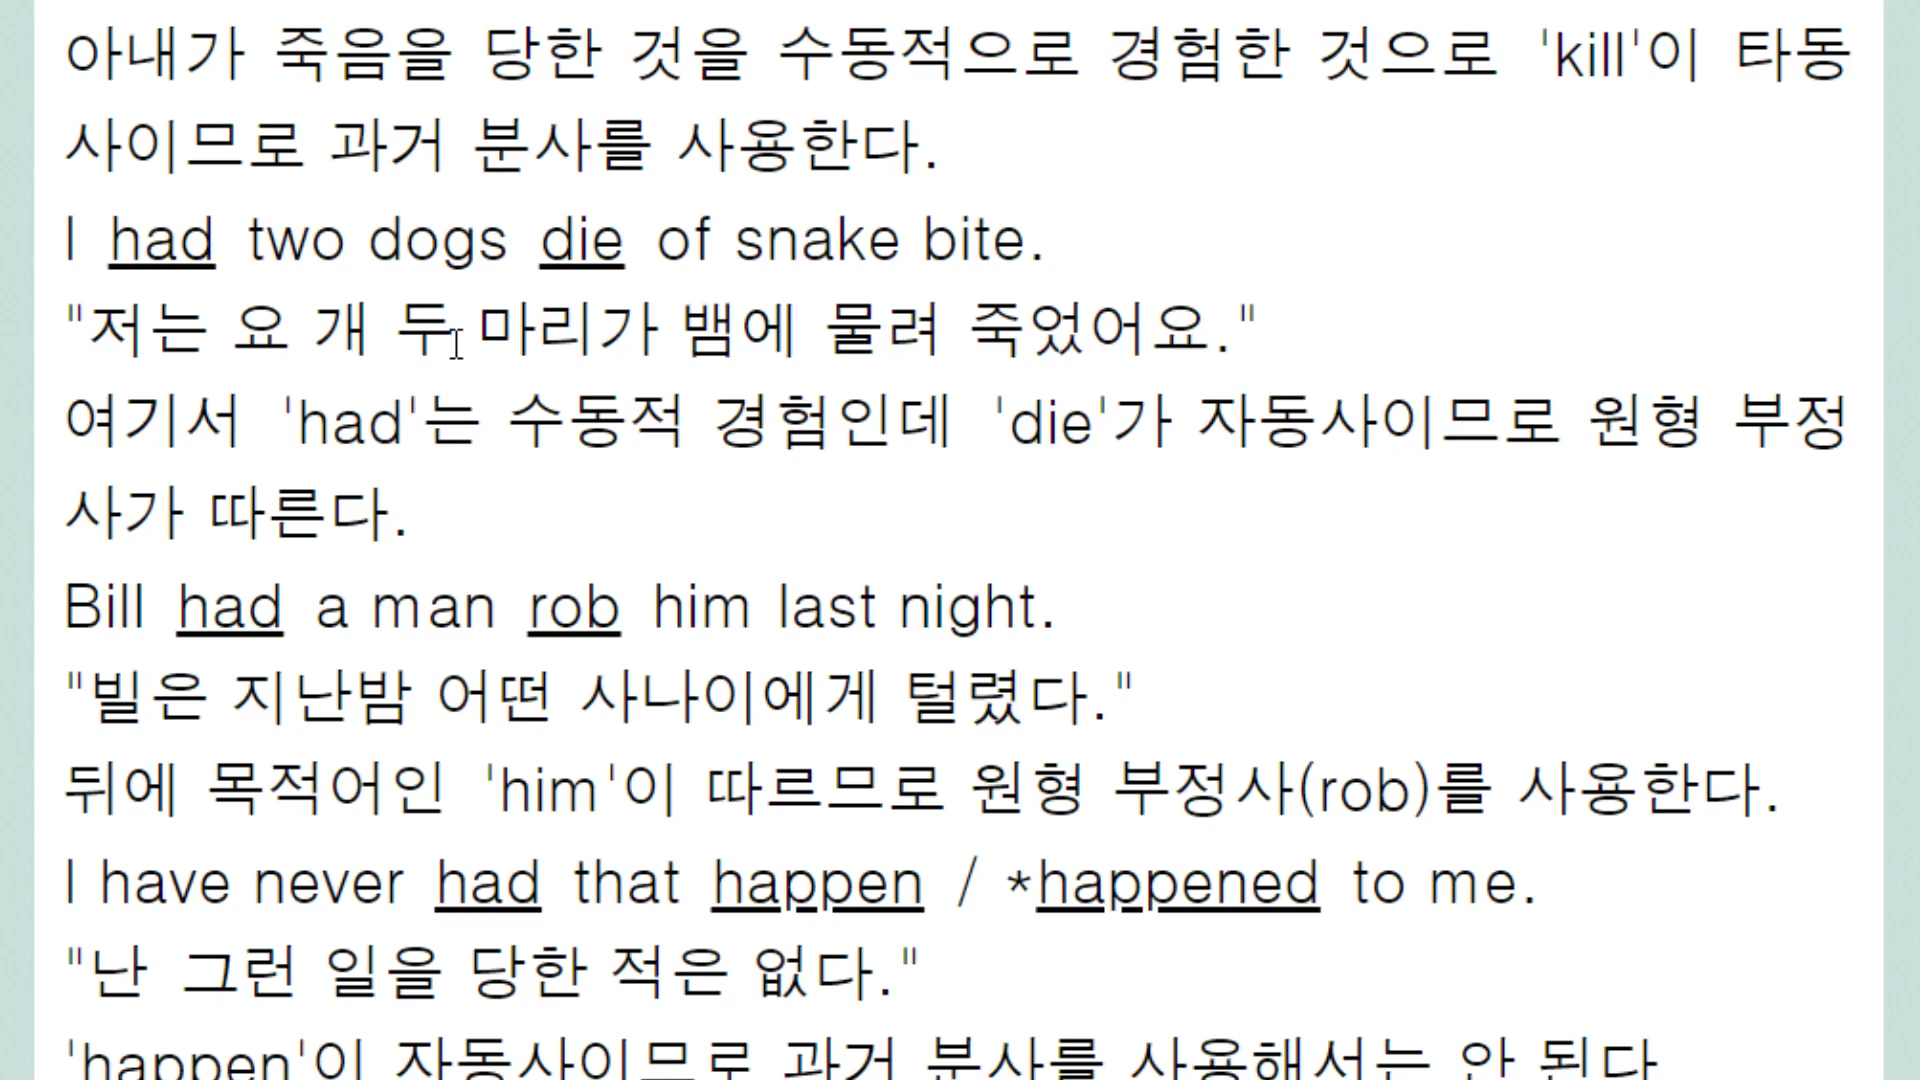 아내가 죽음을 당한 것을 수동적으로 경험한 것으로 'kill'이 타동
사이므로 과거 분사를 사용한다.
I had two dogs die of snake bite.
"저는 요 개 두 마리가 뱀에 물려 죽었어요."
여기서 'had'는 수동적 경험인데 'die'가 자동사이므로 원형 부정
사가 따른다.
Bill had a man rob him last night.
"빌은 지난밤 어떤 사나이에게 털렸다."
뒤에 목적어인 'him'이 따르므로 원형 부정사(rob)를 사용한다.
I have never had that happen / *happened to me.
"난 그런 일을 당한 적은 없다."
'happen'이 자동사이므로 과거 분사를 사용해서는 안 된다